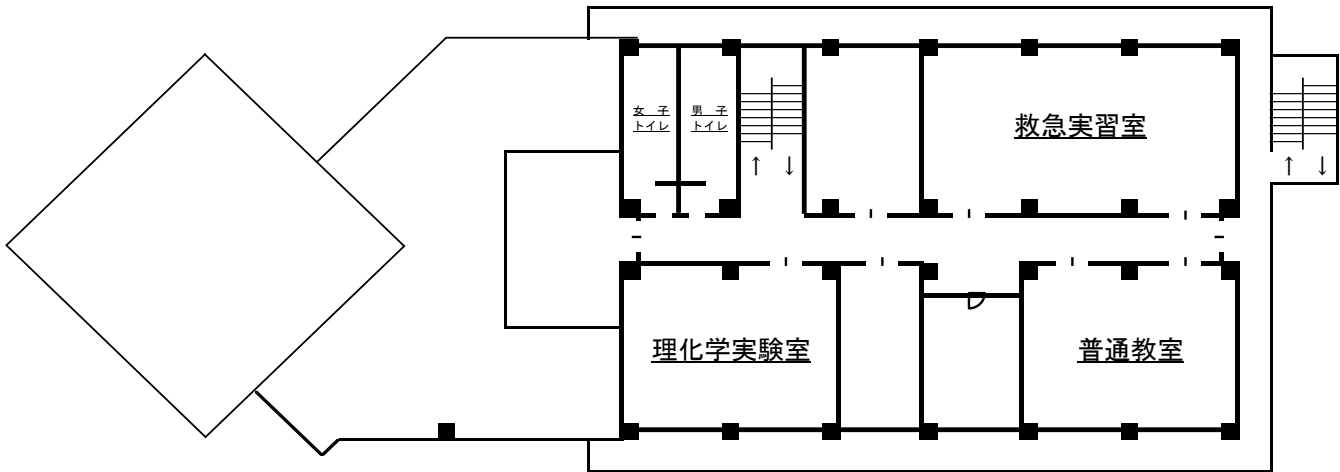 女　子
トイレ
男　子
トイレ
救急実習室
↑ ↓
↑ ↓
理化学実験室
普通教室